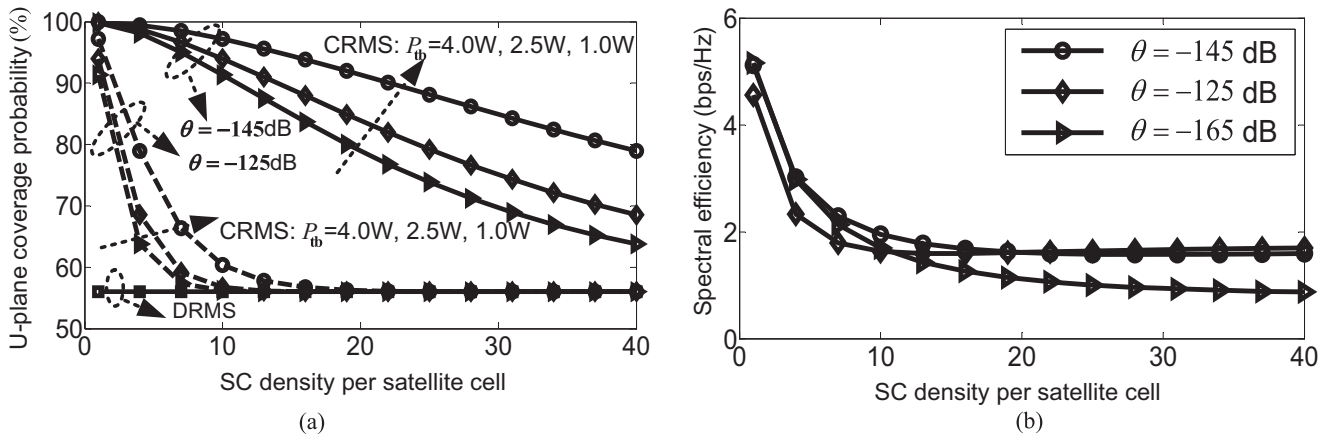 U-plane coverage probability (%)
100
90
80
70
60
50
0
10
20
30
40
CRMS: Ptb=4.0W, 2.5W, 1.0W
θ = −145dB
θ = −125dB
CRMS: Ptb=4.0W, 2.5W, 1.0W
DRMS
SC density per satellite cell
(a)
Spectral efficiency (bps/Hz)
6
4
2
0
0
10
20
30
40
θ = −145 dB
θ = −125 dB
θ = −165 dB
SC density per satellite cell
(b)